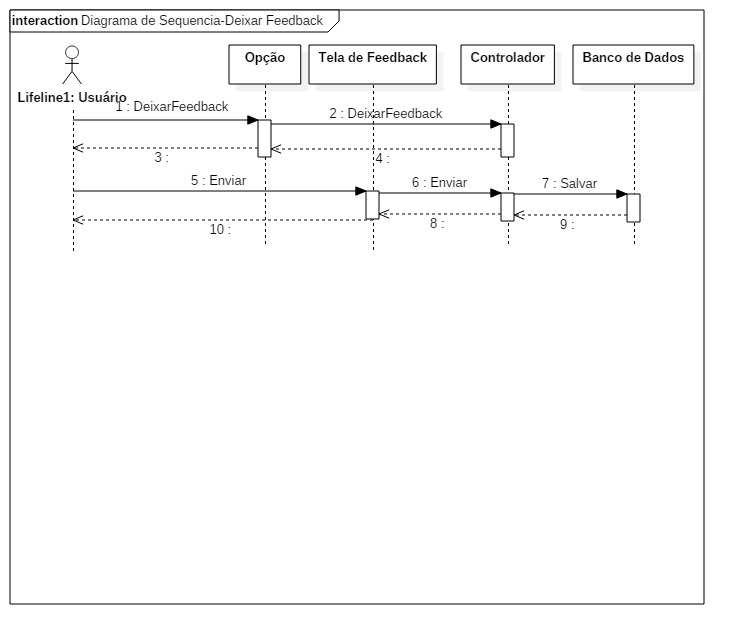 interaction Diagrama de Sequencia-Deixar Feedback
Opção
Tela de Feedback
Controlador
Banco de Dados
Lifeline1: Usuário
1 : DeixarFeedback
2 : DeixarFeedback
3 :
4 :
5 : Enviar
6 : Enviar
7 : Salvar
8 :
9 :
10 :